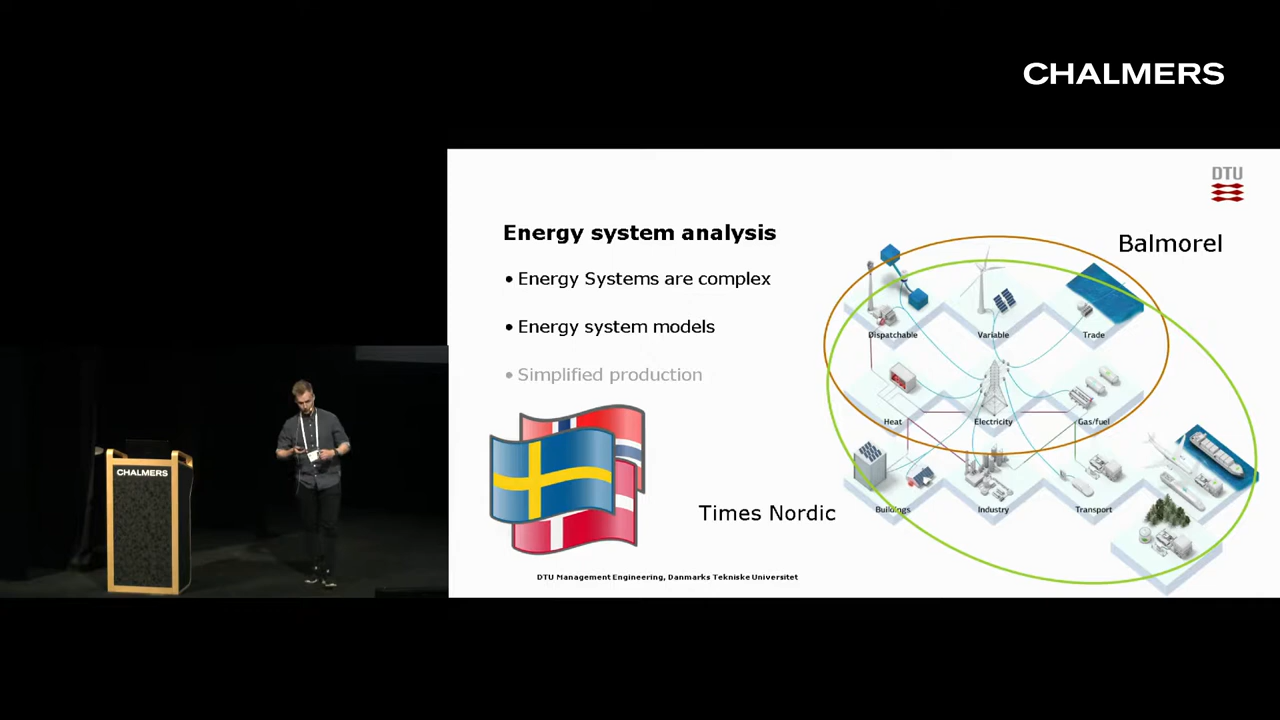 CHALMERS
DTU
Energy system analysis
Balmorel
• Energy Systems are complex
• Energy system models
• Simplified production
Dispatchable
Variable
Trade
Heat
Electricity
Gas/fuel
Buildings
Industry
Transport
Times Nordic
DTU Management Engineering, Danmarks Tekniske Universitet
CHALMERS